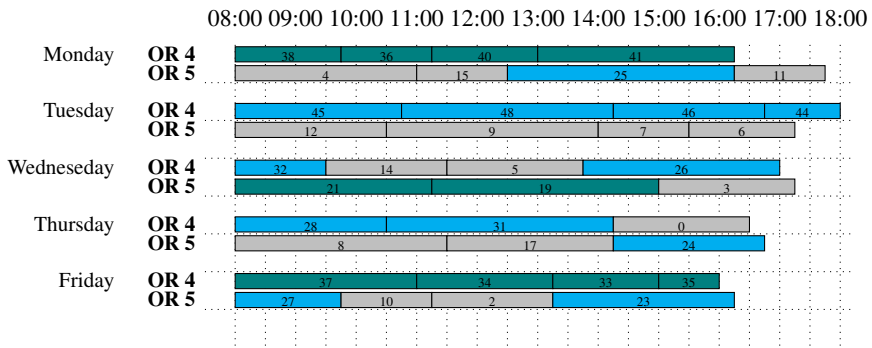 08:00 09:00 10:00 11:00 12:00 13:00 14:00 15:00 16:00 17:00 18:00
Monday OR 4 38 36 40 41
OR 5 4 15 25 11
Tuesday OR 4 45 48 46 44
OR 5 12 9 7 6
Wedneseday OR 4 32 14 5 26
OR 5 21 19 3
Thursday OR 4 28 31 0
OR 5 8 17 24
Friday OR 4 37 34 33 35
OR 5 27 10 2 23